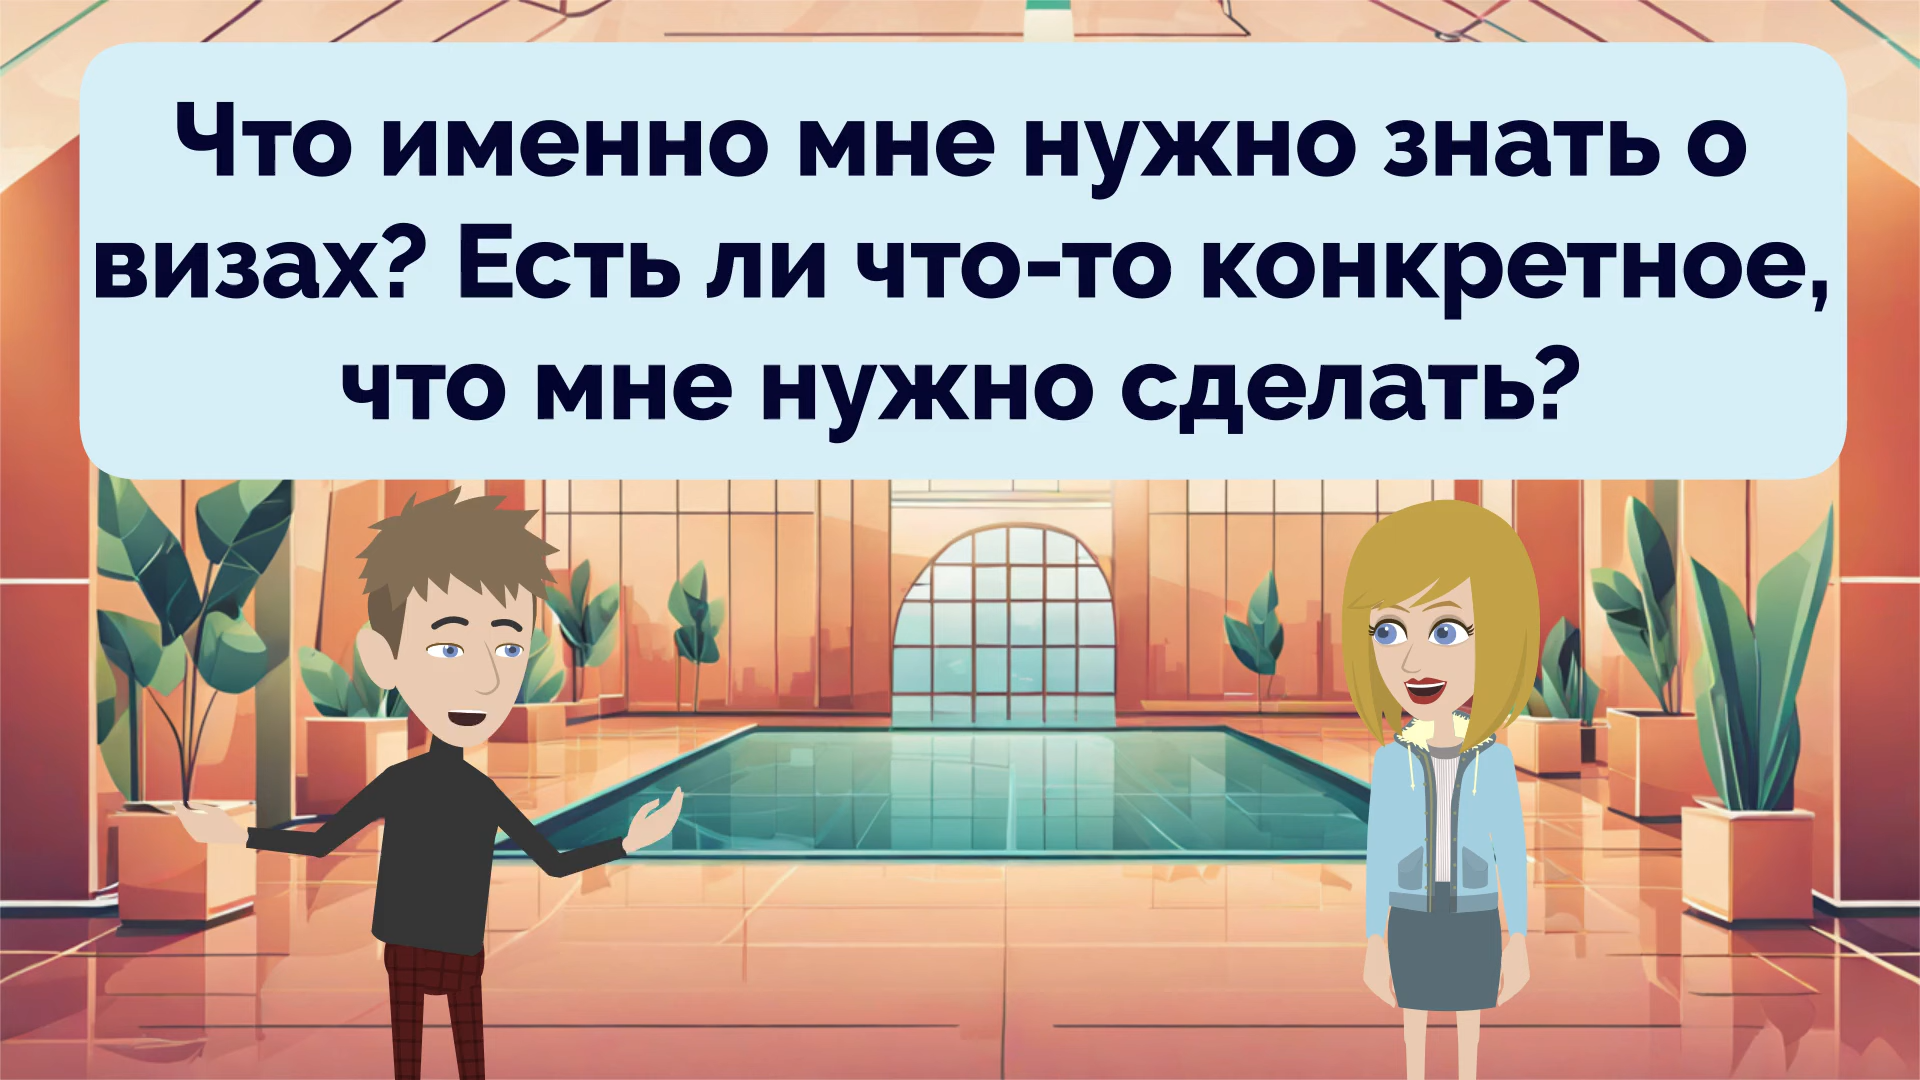 Что именно мне нужно знать о
визах? Есть ли что-то конкретное,
что мне нужно сделать?